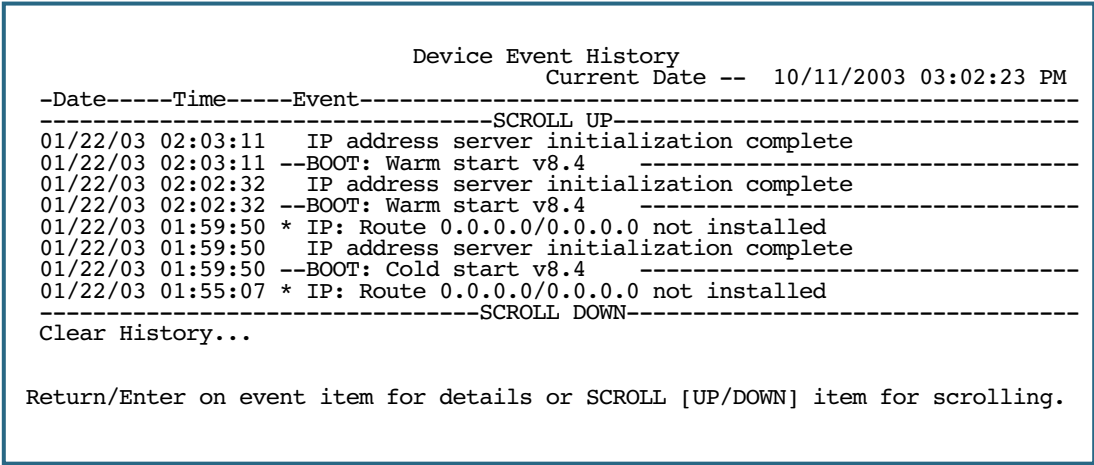 Device Event History
Current Date --  10/11/2003 03:02:23 PM
-Date-----Time-----Event------------------------------------------------------
----------------------------------SCROLL UP-----------------------------------
01/22/03 02:03:11   IP address server initialization complete
01/22/03 02:03:11 --BOOT: Warm start v8.4    ---------------------------------
01/22/03 02:02:32   IP address server initialization complete
01/22/03 02:02:32 --BOOT: Warm start v8.4    ---------------------------------
01/22/03 01:59:50 * IP: Route 0.0.0.0/0.0.0.0 not installed
01/22/03 01:59:50   IP address server initialization complete
01/22/03 01:59:50 --BOOT: Cold start v8.4    ---------------------------------
01/22/03 01:55:07 * IP: Route 0.0.0.0/0.0.0.0 not installed
---------------------------------SCROLL DOWN----------------------------------
Clear History...
Return/Enter on event item for details or SCROLL [UP/DOWN] item for scrolling.